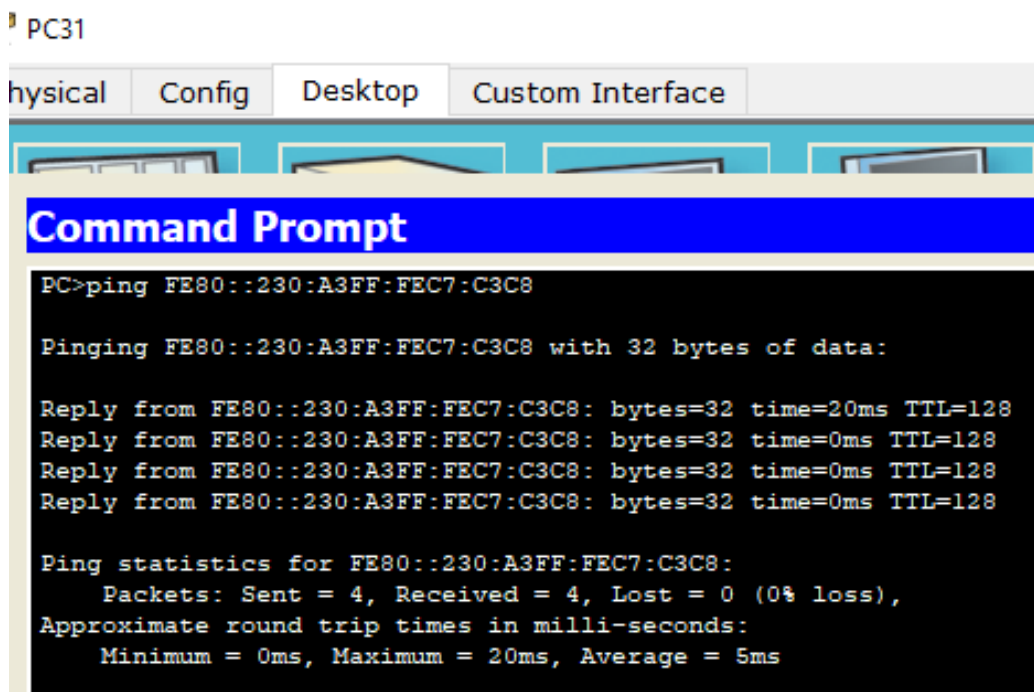 PC31
hysical Config Desktop Custom Interface
Command Prompt
PC>ping FE80::230:A3FF:FEC7:C3C8
Pinging FE80::230:A3FF:FEC7:C3C8 with 32 bytes of data:
Reply from FE80::230:A3FF:FEC7:C3C8: bytes=32 time=20ms TTL=128
Reply from FE80::230:A3FF:FEC7:C3C8: bytes=32 time=0ms TTL=128
Reply from FE80::230:A3FF:FEC7:C3C8: bytes=32 time=0ms TTL=128
Reply from FE80::230:A3FF:FEC7:C3C8: bytes=32 time=0ms TTL=128
Ping statistics for FE80::230:A3FF:FEC7:C3C8:
Packets: Sent = 4, Received = 4, Lost = 0 (0% loss),
Approximate round trip times in milli-seconds:
Minimum = 0ms, Maximum = 20ms, Average = 5ms